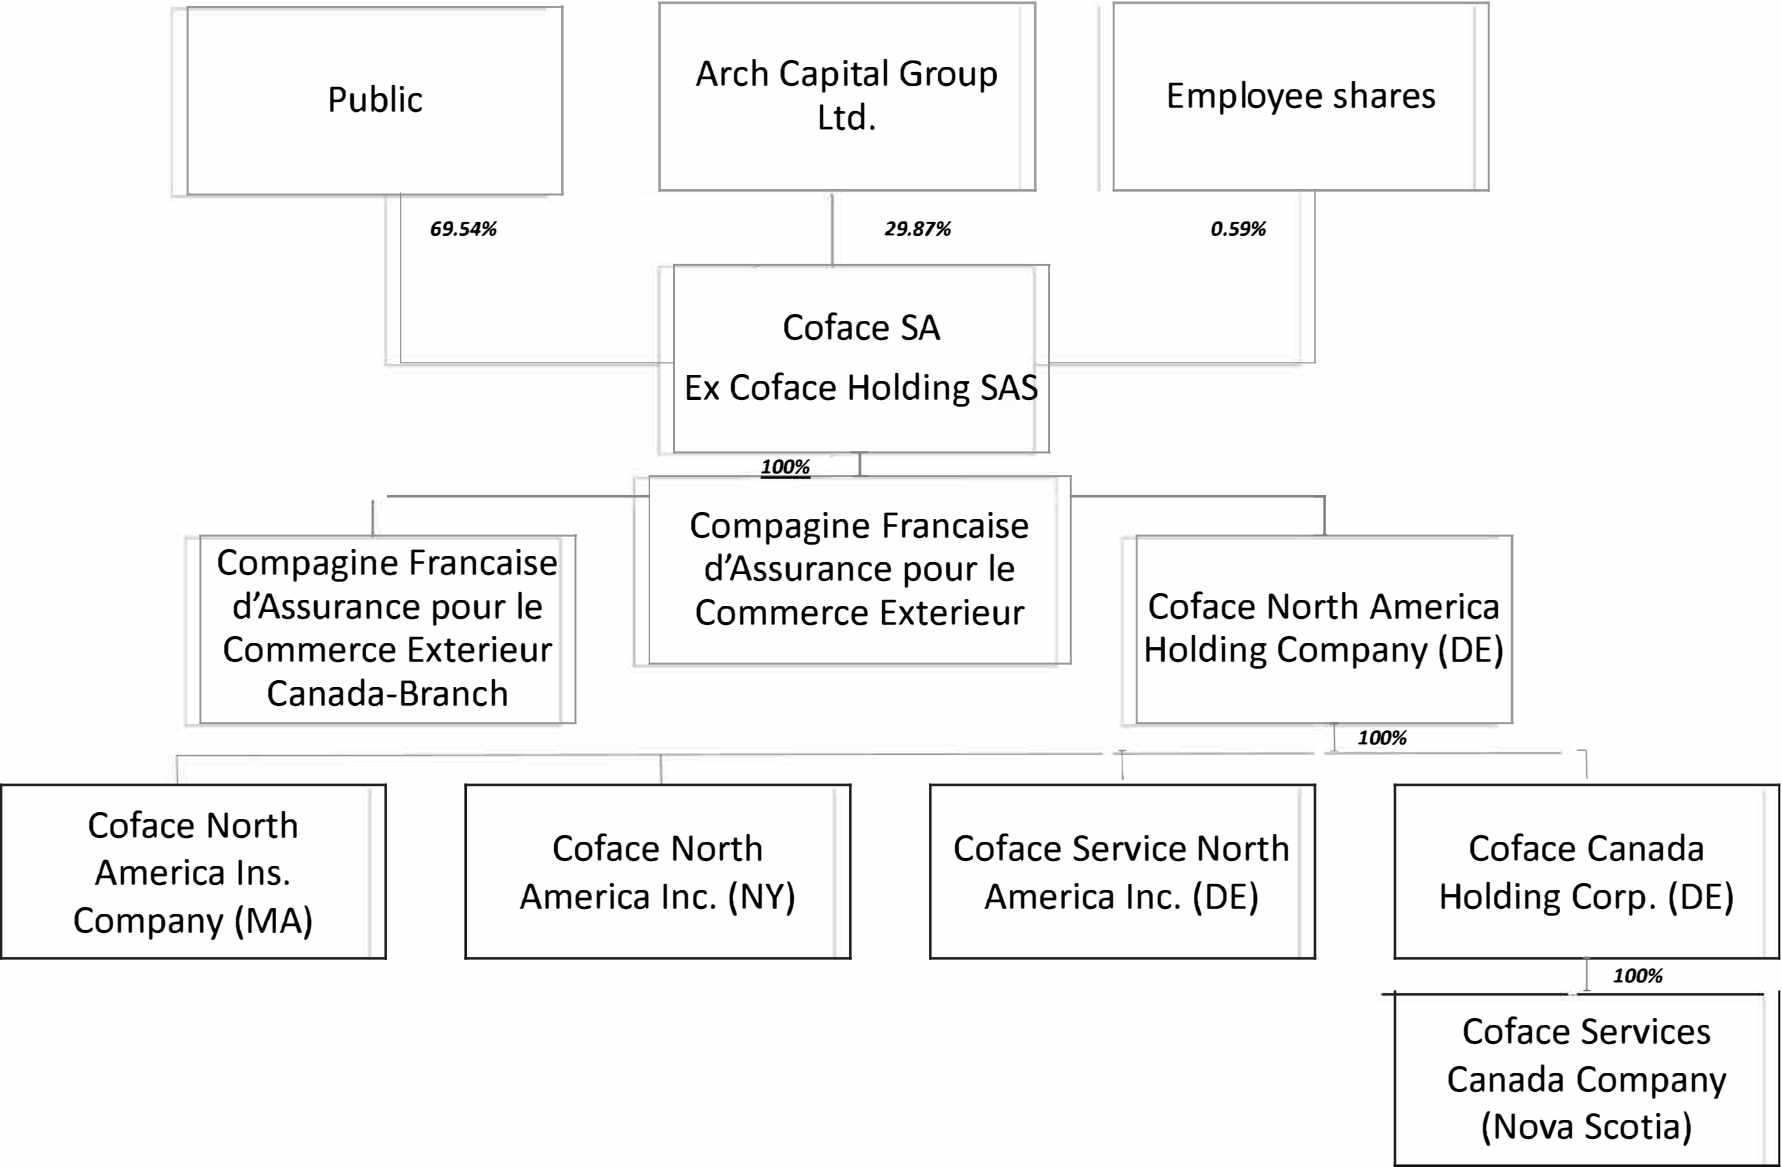 Public
Arch Capital Group
Ltd.
Employee shares
69.54%
29.87%
0.59%
Coface SA
Ex Coface Holding SAS
100%
Compagine Francaise
d’Assurance pour le
Commerce Exterieur
Canada-Branch
Compagine Francaise
d’Assurance pour le
Commerce Exterieur
Coface North America
Holding Company (DE)
100%
Coface North
America Ins.
Company (MA)
Coface North
America Inc. (NY)
Coface Service North
America Inc. (DE)
Coface Canada
Holding Corp. (DE)
100%
Coface Services
Canada Company
(Nova Scotia)